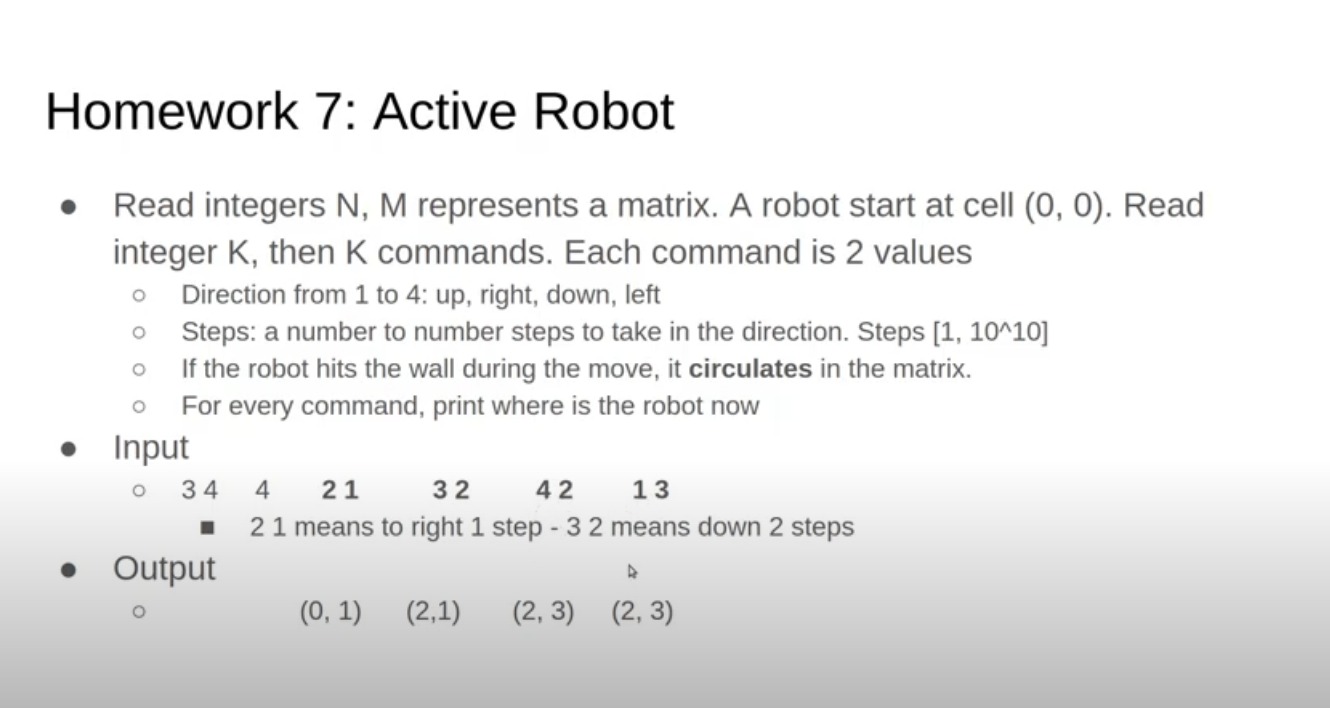 Homework 7: Active Robot
● Read integers N, M represents a matrix. A robot start at cell (0, 0). Read
integer K, then K commands. Each command is 2 values
○ Direction from 1 to 4: up, right, down, left
○ Steps: a number to number steps to take in the direction. Steps [1, 10^10]
○ If the robot hits the wall during the move, it circulates in the matrix.
○ For every command, print where is the robot now
● Input
○ 3 4 4 2 1 3 2 4 2 1 3
■ 2 1 means to right 1 step - 3 2 means down 2 steps
● Output
○ (0, 1) (2,1) (2, 3) (2, 3)